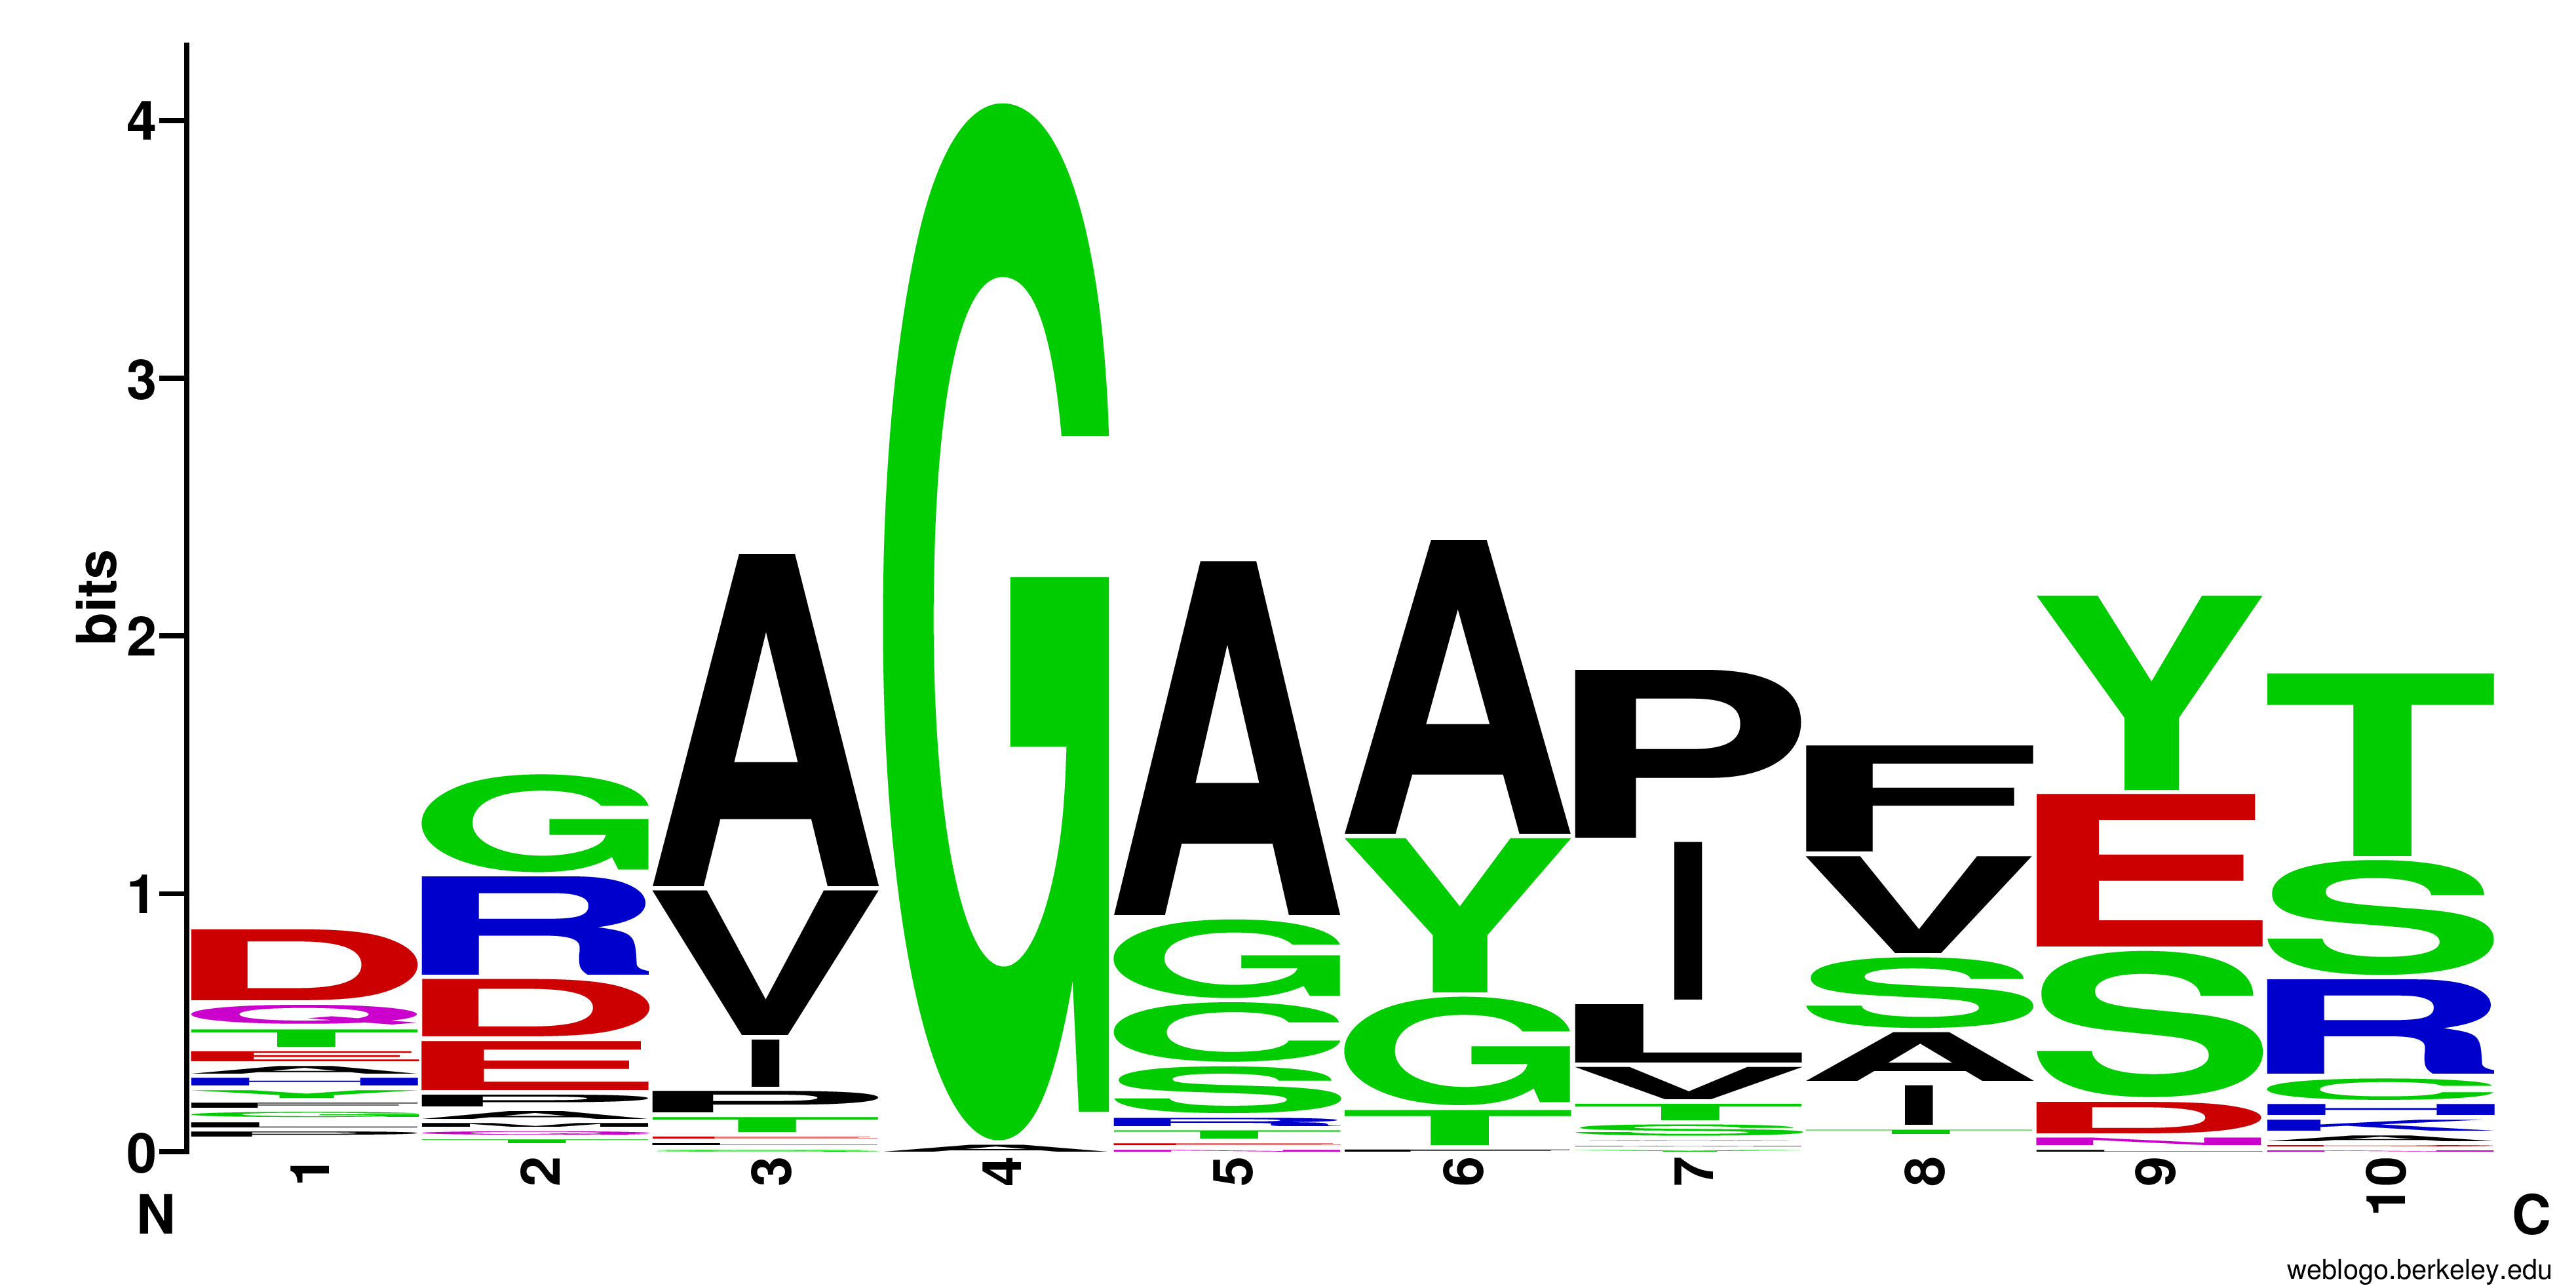 bits
4
3
2
1
0
D Q T E A H Y F G L P
G R D E P A M Q T
A V I P T
G A
A G C S R T
A Y G T
P I L V T S
F V S A I T
Y E S D N
T S R C H K A
1 2 3 4 5 6 7 8 9 10
N C
weblogo.berkeley.edu